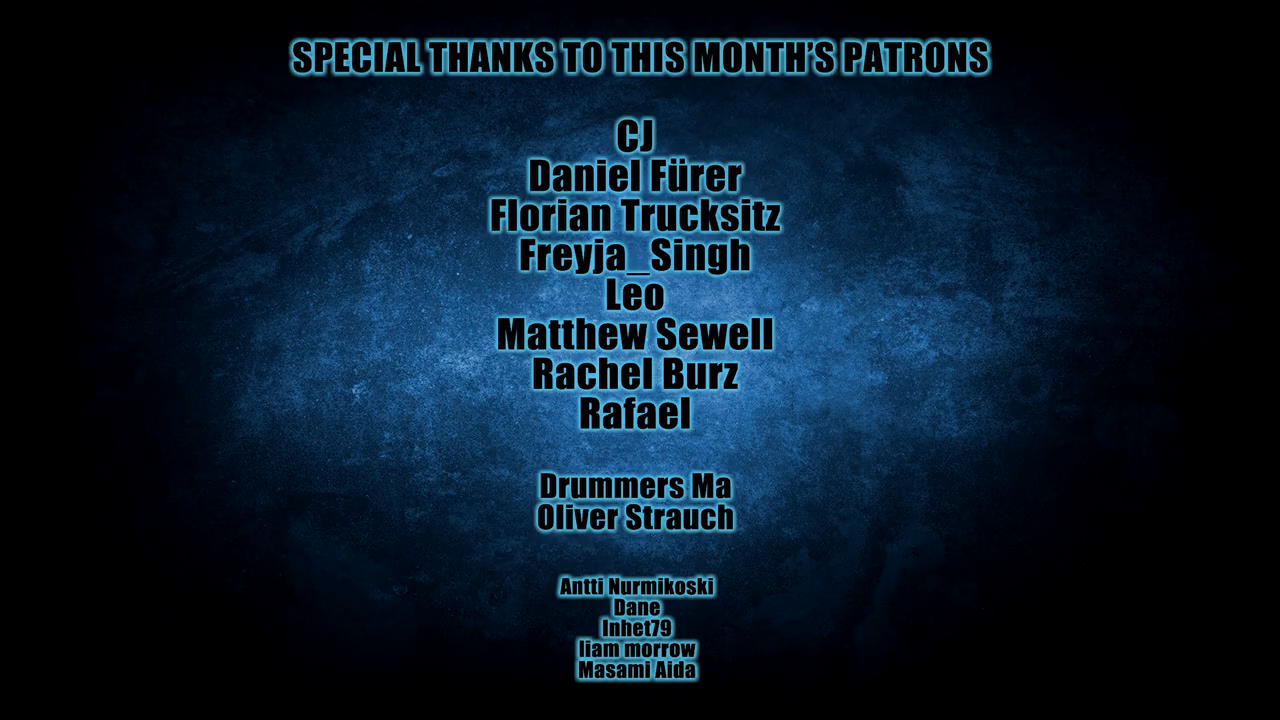 SPECIAL THANKS TO THIS MONTH'S PATRONS
CJ
Daniel Fürer
Florian Trucksitz
Freyja_Singh
Leo
Matthew Sewell
Rachel Burz
Rafael
Drummers Ma
Oliver Strauch
Antti Nurmikoski
Dane
Inhet79
liam morrow
Masami Aida